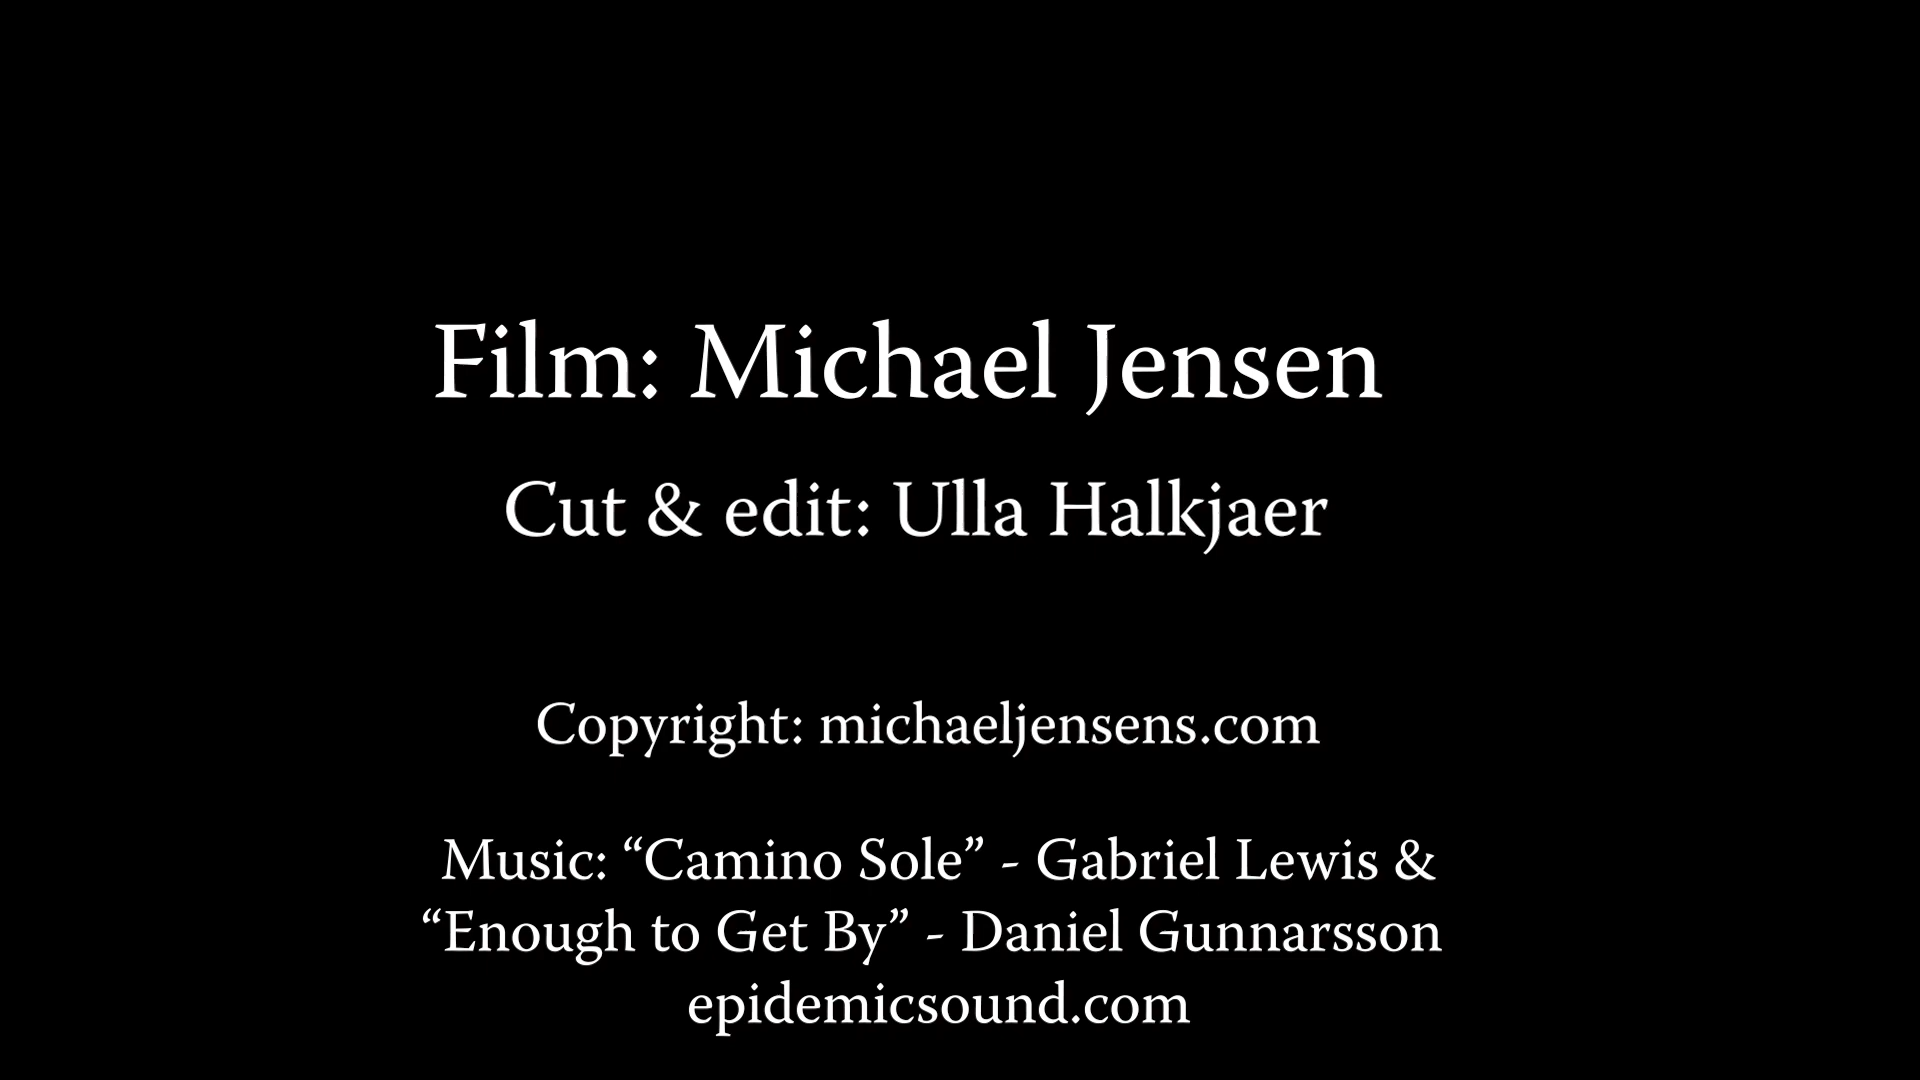 Film: Michael Jensen
Cut & edit: Ulla Halkjaer
Copyright: michaeljensens.com
Music: “Camino Sole” - Gabriel Lewis &
“Enough to Get By” - Daniel Gunnarsson
epidemicsound.com